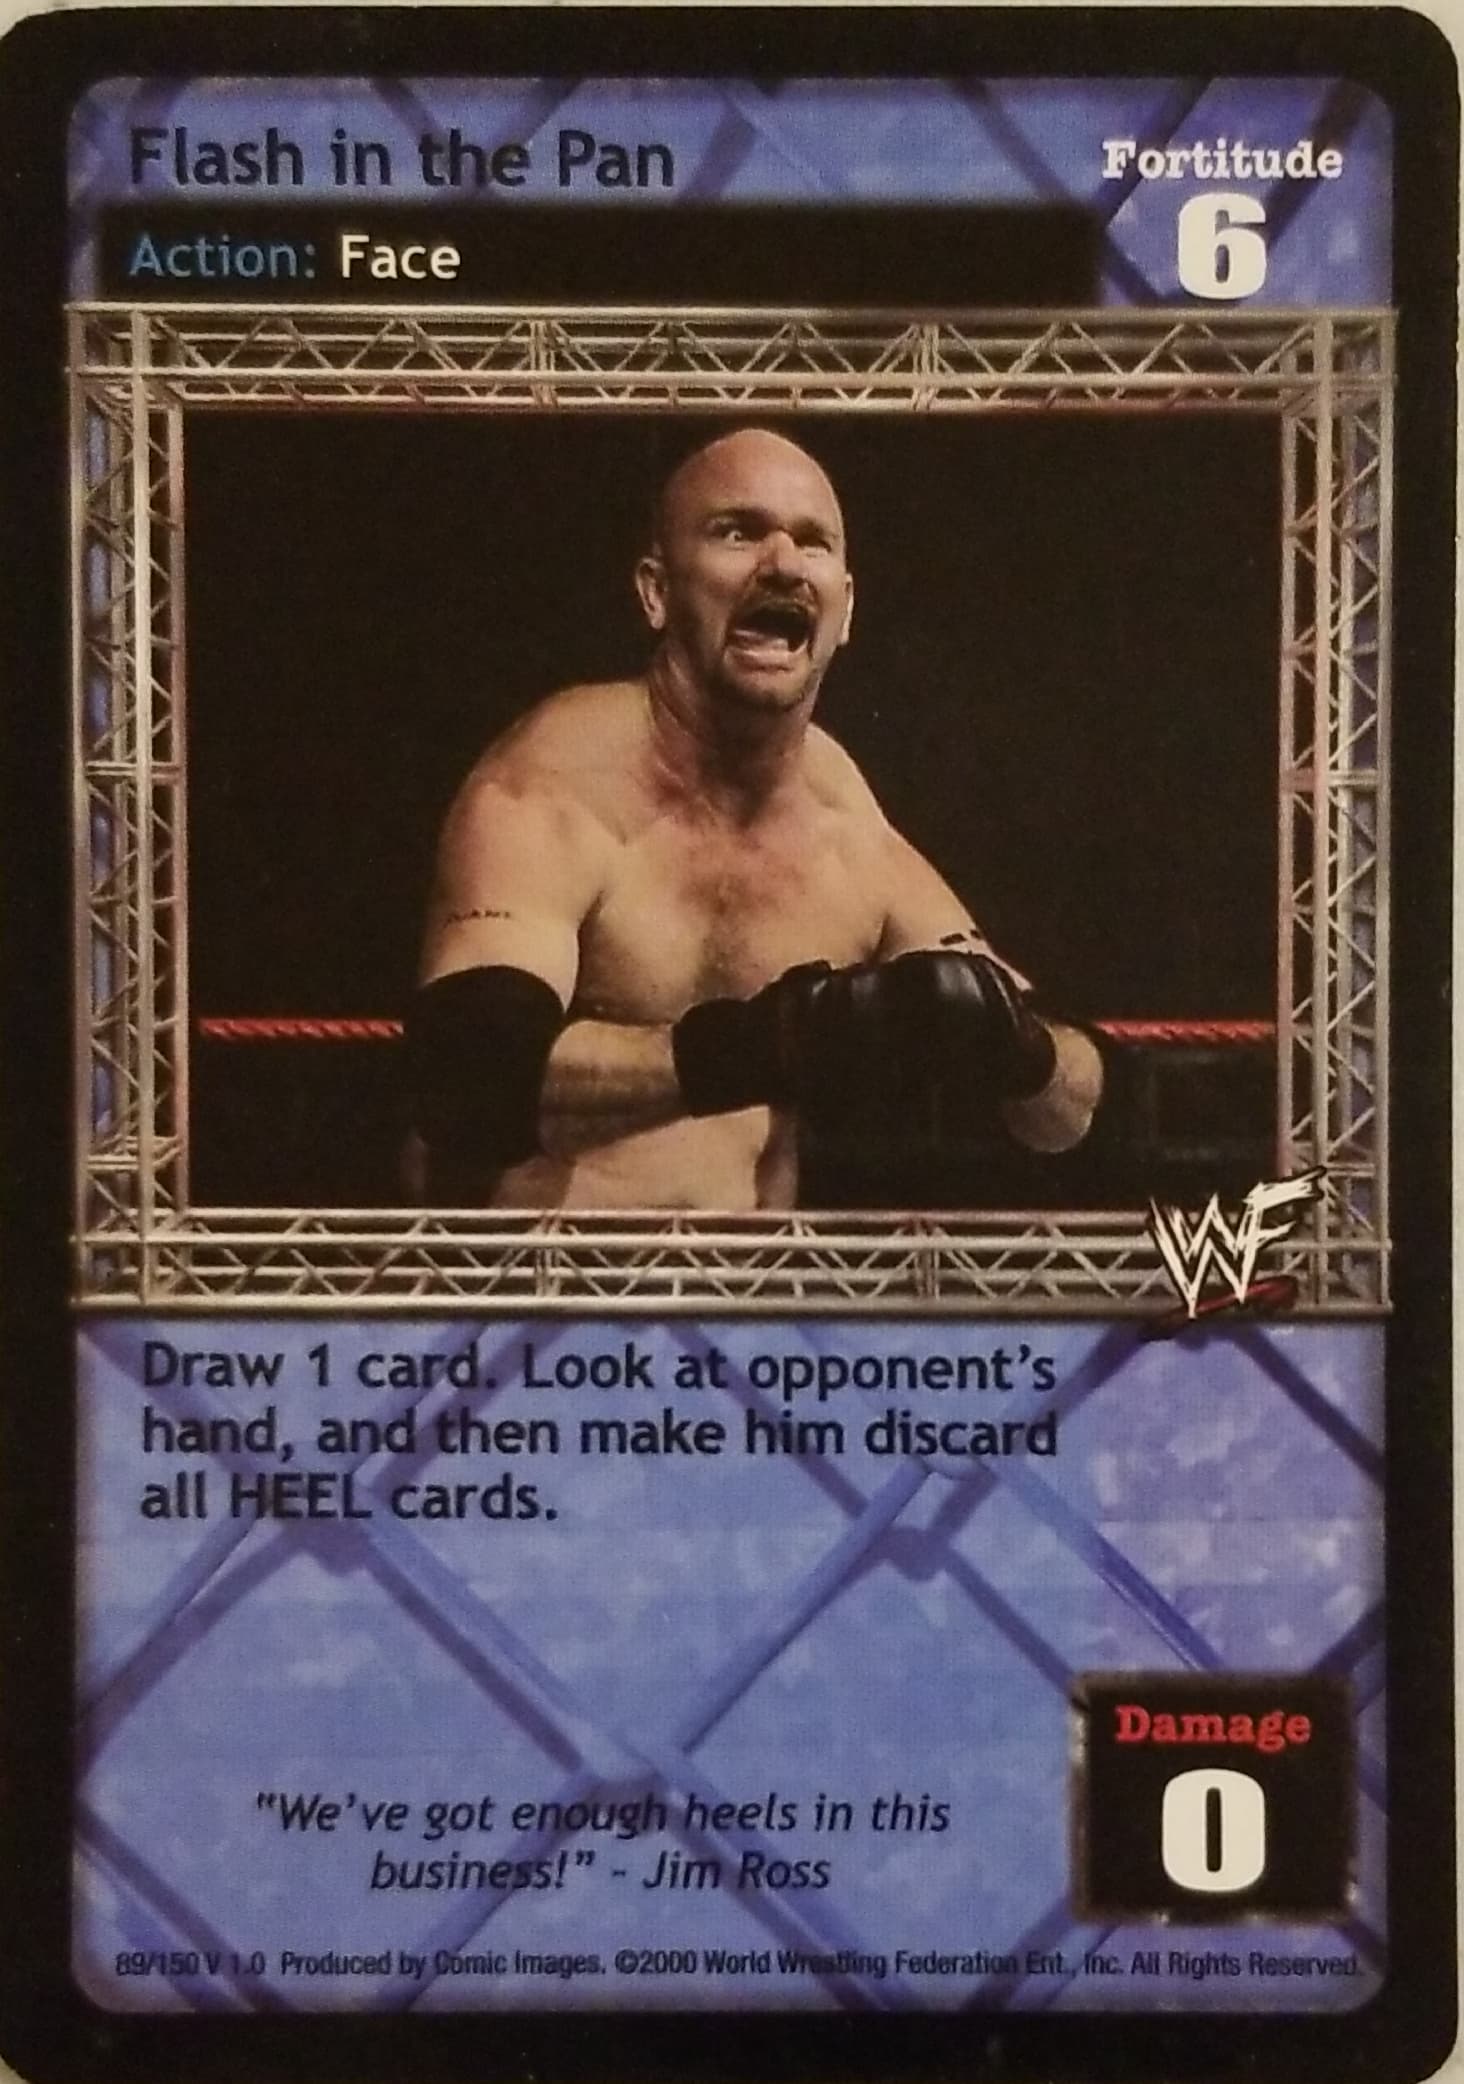 Flash in the Pan
Fortitude
6
Action: Face
WF
Draw 1 card. Look at opponent's
hand, and then make him discard
all HEEL cards.
Damage
0
"We've got enough heels in this
business!" - Jim Ross
89/150 V 1.0 Produced by Comic Images. ©2000 World Wrestling Federation Ent., Inc. All Rights Reserved.